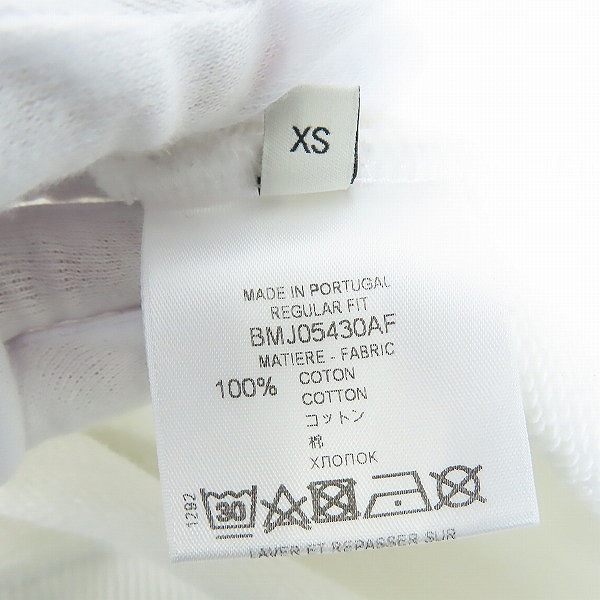 XS
MADE IN PORTUGAL
REGULAR FIT
BMJ05430AF
MATIERE - FABRIC
100% COTON
COTTON
コットン
棉
ХЛОПОК
1292
30
LAVER ET REPASSER SUR